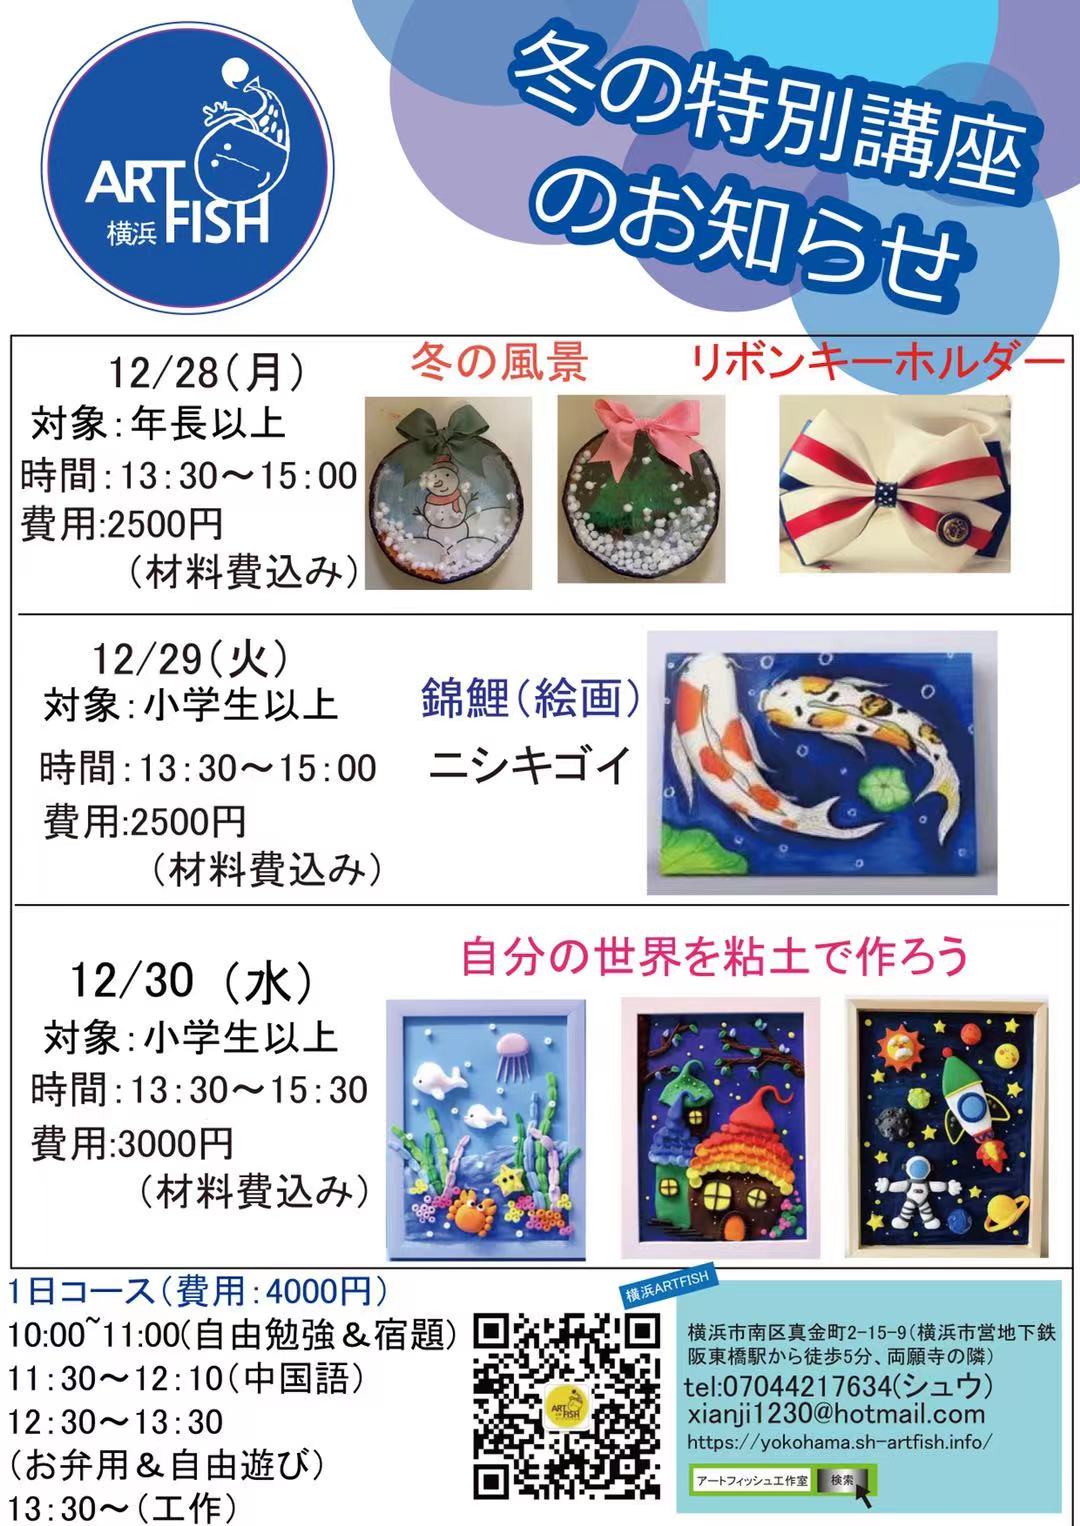 ART
横浜 FISH
冬の特別講座
のお知らせ
12/28(月)
対象:年長以上
時間:13:30〜15:00
費用:2500円
(材料費込み)
冬の風景
リボンキーホルダー
12/29(火)
対象:小学生以上
時間:13:30〜15:00
費用:2500円
(材料費込み)
錦鯉(絵画)
ニシキゴイ
12/30 (水)
対象:小学生以上
時間:13:30〜15:30
費用:3000円
(材料費込み)
自分の世界を粘土で作ろう
1日コース(費用:4000円)
10:00~11:00(自由勉強&宿題)
11:30〜12:10(中国語)
12:30〜13:30
(お弁用&自由遊び)
13:30〜(工作)
ART
FISH
横浜ARTFISH
横浜市南区真金町2-15-9(横浜市営地下鉄
阪東橋駅から徒歩5分、両願寺の隣)
tel:07044217634(シュウ)
xianji1230@hotmail.com
https://yokohama.sh-artfish.info/
アートフィッシュ工作室 検索